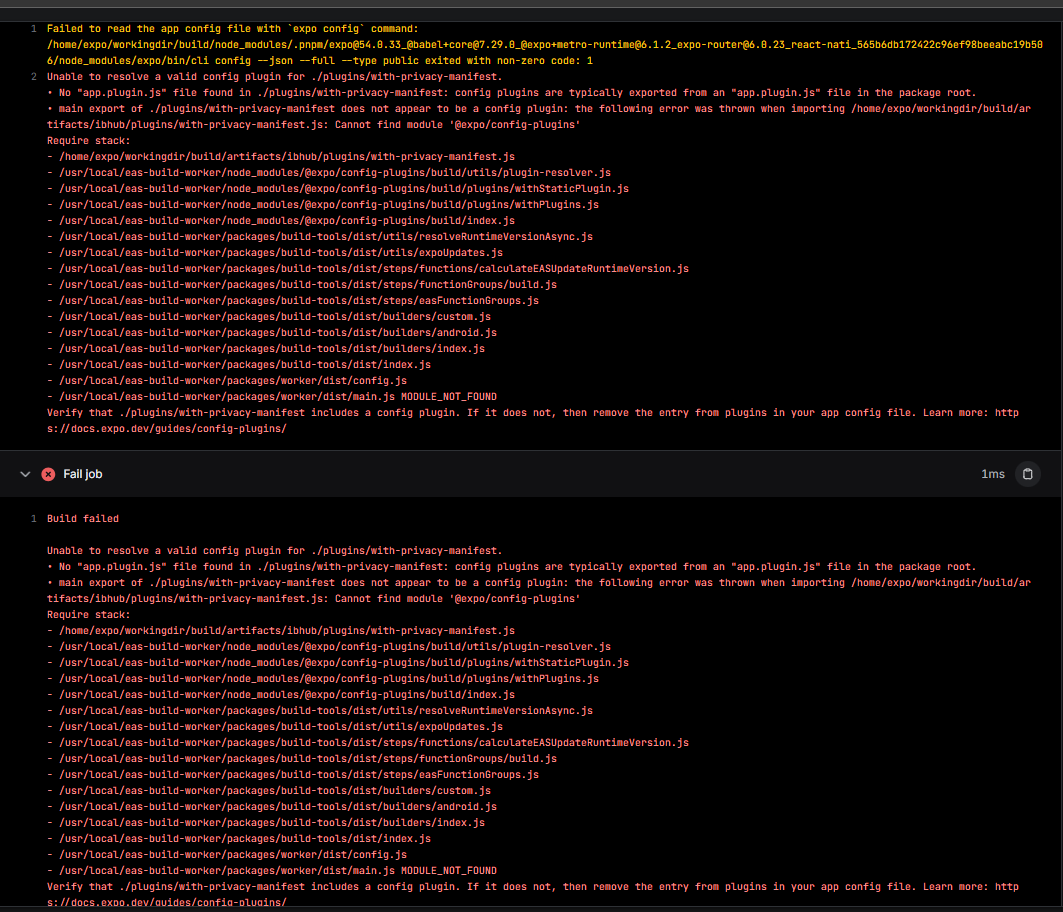 1 Failed to read the app config file with `expo config` command:
/home/expo/workingdir/build/node_modules/.pnpm/expo@54.0.33_@babel+core@7.29.0_@expo+metro-runtime@6.1.2_expo-router@6.0.23_react-nati_565b6db172422c96ef98beeabc19b50
6/node_modules/expo/bin/cli config --json --full --type public exited with non-zero code: 1
2 Unable to resolve a valid config plugin for ./plugins/with-privacy-manifest.
• No "app.plugin.js" file found in ./plugins/with-privacy-manifest: config plugins are typically exported from an "app.plugin.js" file in the package root.
• main export of ./plugins/with-privacy-manifest does not appear to be a config plugin: the following error was thrown when importing /home/expo/workingdir/build/ar
tifacts/ibhub/plugins/with-privacy-manifest.js: Cannot find module '@expo/config-plugins'
Require stack:
- /home/expo/workingdir/build/artifacts/ibhub/plugins/with-privacy-manifest.js
- /usr/local/eas-build-worker/node_modules/@expo/config-plugins/build/utils/plugin-resolver.js
- /usr/local/eas-build-worker/node_modules/@expo/config-plugins/build/plugins/withStaticPlugin.js
- /usr/local/eas-build-worker/node_modules/@expo/config-plugins/build/plugins/withPlugins.js
- /usr/local/eas-build-worker/node_modules/@expo/config-plugins/build/index.js
- /usr/local/eas-build-worker/packages/build-tools/dist/utils/resolveRuntimeVersionAsync.js
- /usr/local/eas-build-worker/packages/build-tools/dist/utils/expoUpdates.js
- /usr/local/eas-build-worker/packages/build-tools/dist/steps/functions/calculateEASUpdateRuntimeVersion.js
- /usr/local/eas-build-worker/packages/build-tools/dist/steps/functionGroups/build.js
- /usr/local/eas-build-worker/packages/build-tools/dist/steps/easFunctionGroups.js
- /usr/local/eas-build-worker/packages/build-tools/dist/builders/custom.js
- /usr/local/eas-build-worker/packages/build-tools/dist/builders/android.js
- /usr/local/eas-build-worker/packages/build-tools/dist/builders/index.js
- /usr/local/eas-build-worker/packages/build-tools/dist/index.js
- /usr/local/eas-build-worker/packages/worker/dist/config.js
- /usr/local/eas-build-worker/packages/worker/dist/main.js MODULE_NOT_FOUND
Verify that ./plugins/with-privacy-manifest includes a config plugin. If it does not, then remove the entry from plugins in your app config file. Learn more: http
s://docs.expo.dev/guides/config-plugins/
Fail job 1ms
1 Build failed
Unable to resolve a valid config plugin for ./plugins/with-privacy-manifest.
• No "app.plugin.js" file found in ./plugins/with-privacy-manifest: config plugins are typically exported from an "app.plugin.js" file in the package root.
• main export of ./plugins/with-privacy-manifest does not appear to be a config plugin: the following error was thrown when importing /home/expo/workingdir/build/ar
tifacts/ibhub/plugins/with-privacy-manifest.js: Cannot find module '@expo/config-plugins'
Require stack:
- /home/expo/workingdir/build/artifacts/ibhub/plugins/with-privacy-manifest.js
- /usr/local/eas-build-worker/node_modules/@expo/config-plugins/build/utils/plugin-resolver.js
- /usr/local/eas-build-worker/node_modules/@expo/config-plugins/build/plugins/withStaticPlugin.js
- /usr/local/eas-build-worker/node_modules/@expo/config-plugins/build/plugins/withPlugins.js
- /usr/local/eas-build-worker/node_modules/@expo/config-plugins/build/index.js
- /usr/local/eas-build-worker/packages/build-tools/dist/utils/resolveRuntimeVersionAsync.js
- /usr/local/eas-build-worker/packages/build-tools/dist/utils/expoUpdates.js
- /usr/local/eas-build-worker/packages/build-tools/dist/steps/functions/calculateEASUpdateRuntimeVersion.js
- /usr/local/eas-build-worker/packages/build-tools/dist/steps/functionGroups/build.js
- /usr/local/eas-build-worker/packages/build-tools/dist/steps/easFunctionGroups.js
- /usr/local/eas-build-worker/packages/build-tools/dist/builders/custom.js
- /usr/local/eas-build-worker/packages/build-tools/dist/builders/android.js
- /usr/local/eas-build-worker/packages/build-tools/dist/builders/index.js
- /usr/local/eas-build-worker/packages/build-tools/dist/index.js
- /usr/local/eas-build-worker/packages/worker/dist/config.js
- /usr/local/eas-build-worker/packages/worker/dist/main.js MODULE_NOT_FOUND
Verify that ./plugins/with-privacy-manifest includes a config plugin. If it does not, then remove the entry from plugins in your app config file. Learn more: http
s://docs.expo.dev/guides/config-plugins/